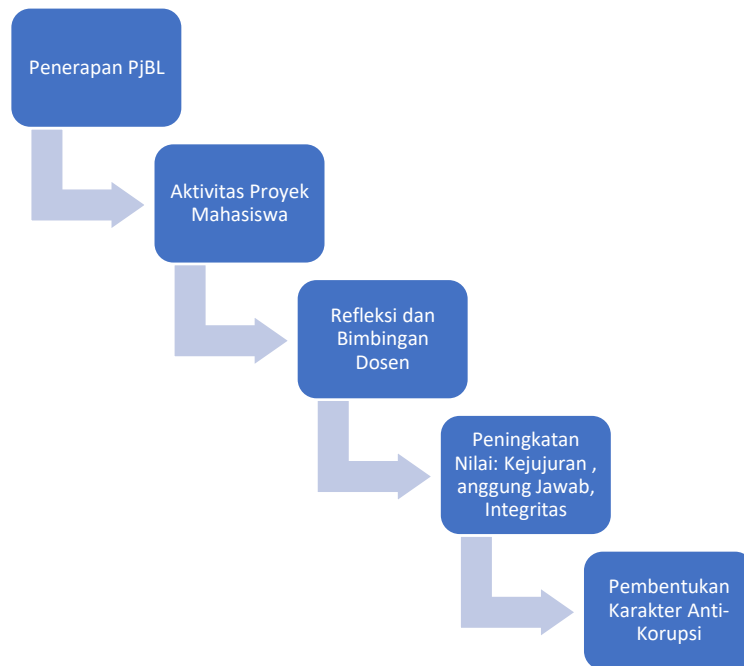 Penerapan PjBL
Aktivitas Proyek
Mahasiswa
Refleksi dan
Bimbingan
Dosen
Peningkatan
Nilai: Kejujuran ,
anggung Jawab,
Integritas
Pembentukan
Karakter Anti-
Korupsi